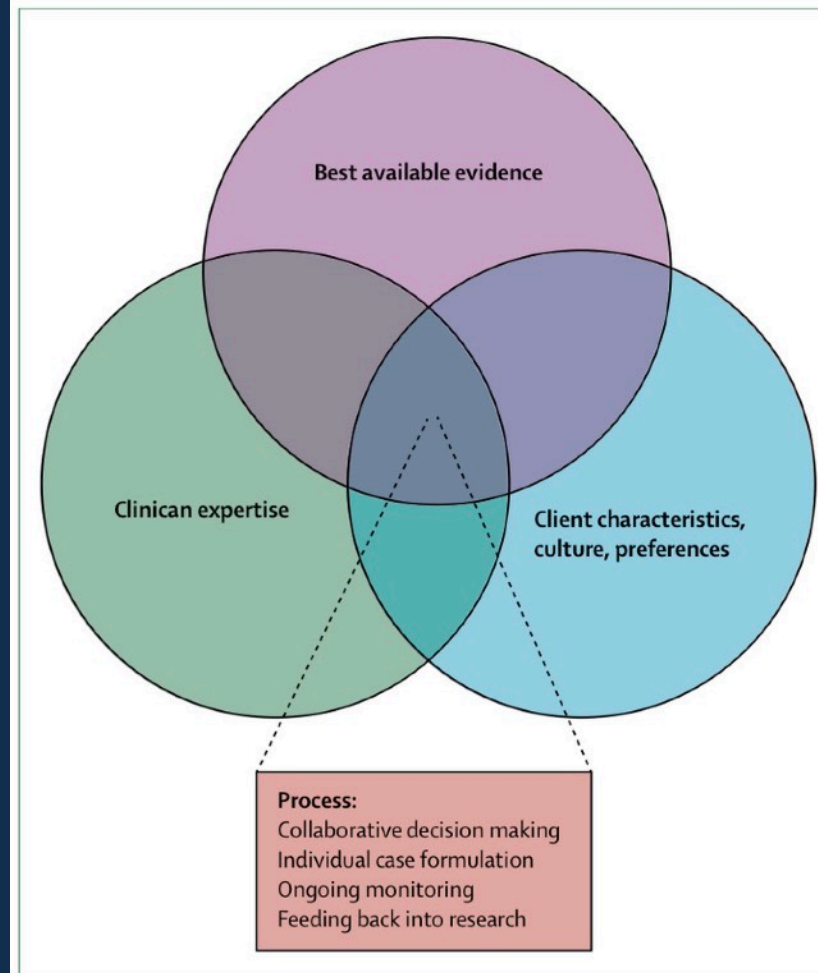 Best available evidence
Clinican expertise
Client characteristics,
culture, preferences
Process:
Collaborative decision making
Individual case formulation
Ongoing monitoring
Feeding back into research